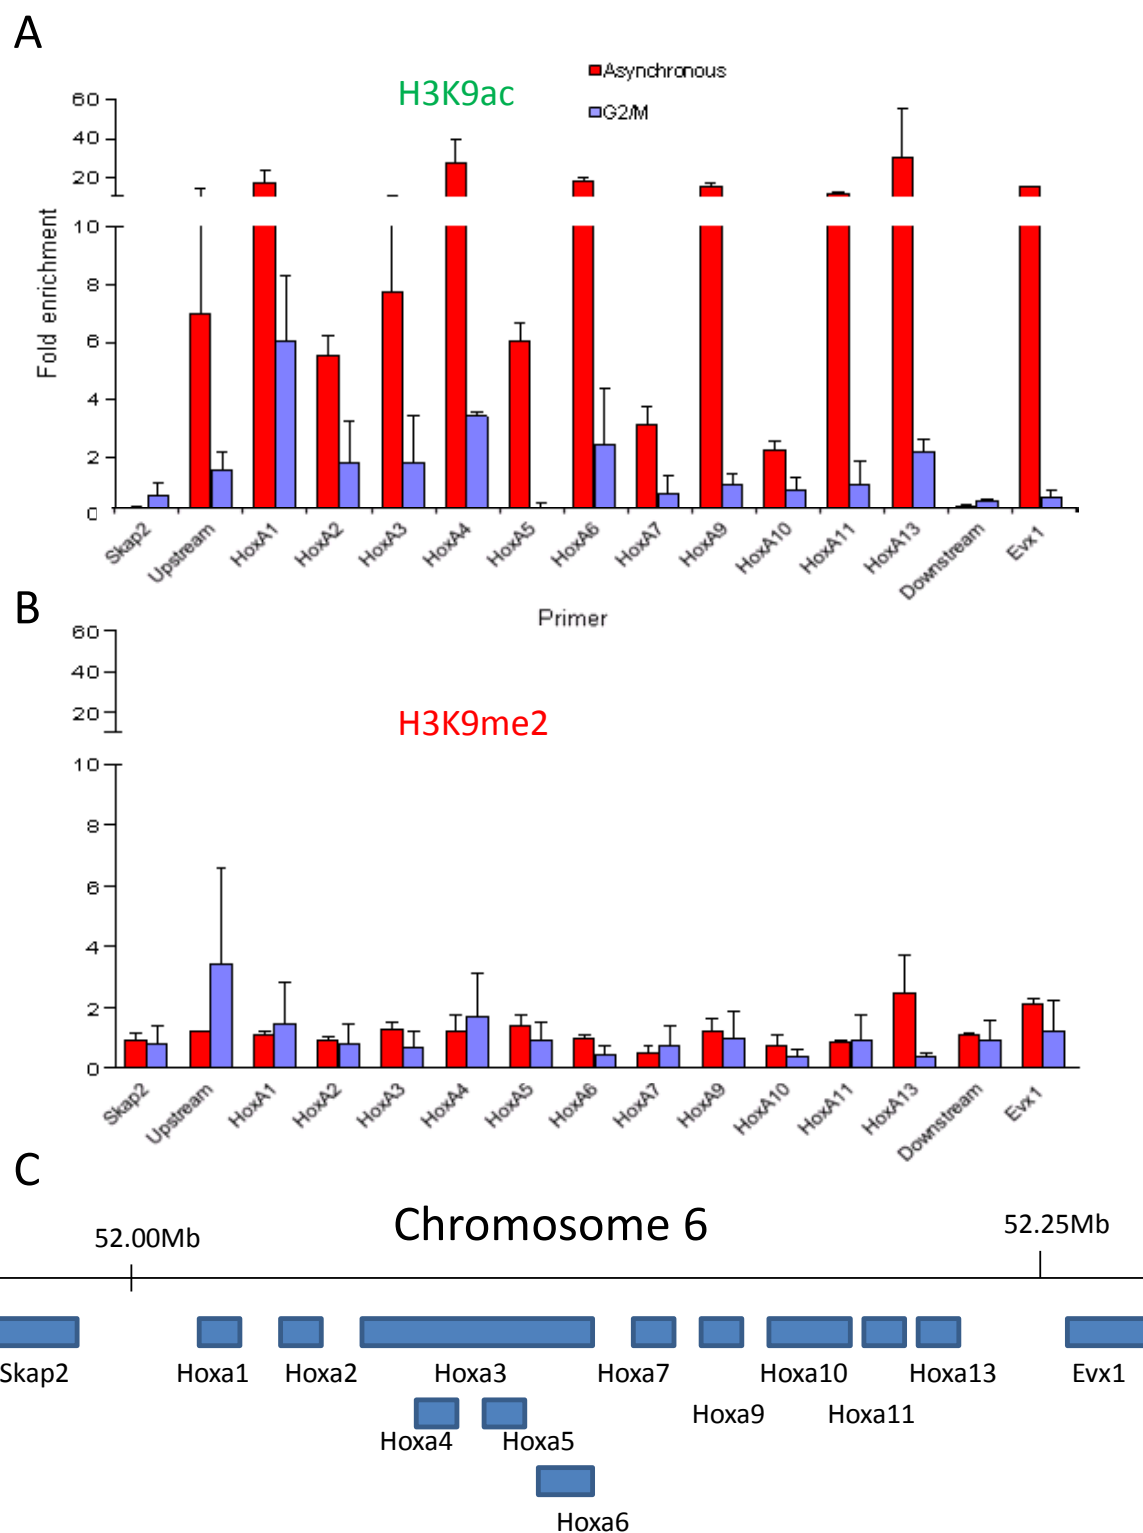 A
H3K9ac
Asynchronous
G2/M
Fold enrichment
60
40
20
10
8
6
4
2
0
Skap2
Upstream
HoxA1
HoxA2
HoxA3
HoxA4
HoxA5
HoxA6
HoxA7
HoxA9
HoxA10
HoxA11
HoxA13
Downstream
Evx1
Primer
B
H3K9me2
60
40
20
10
8
6
4
2
0
Skap2
Upstream
HoxA1
HoxA2
HoxA3
HoxA4
HoxA5
HoxA6
HoxA7
HoxA9
HoxA10
HoxA11
HoxA13
Downstream
Evx1
C
Chromosome 6
52.00Mb
52.25Mb
Skap2
Hoxa1
Hoxa2
Hoxa3
Hoxa7
Hoxa10
Hoxa13
Evx1
Hoxa9
Hoxa11
Hoxa4
Hoxa5
Hoxa6